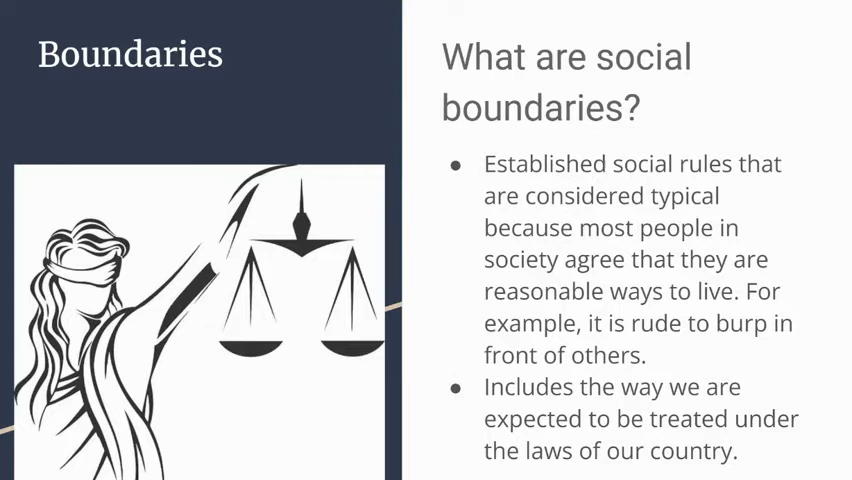 Boundaries
What are social
boundaries?
● Established social rules that
are considered typical
because most people in
society agree that they are
reasonable ways to live. For
example, it is rude to burp in
front of others.
● Includes the way we are
expected to be treated under
the laws of our country.